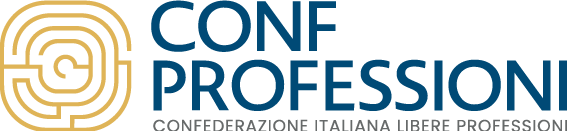 CONF
PROFESSIONI
CONFEDERAZIONE ITALIANA LIBERE PROFESSIONI